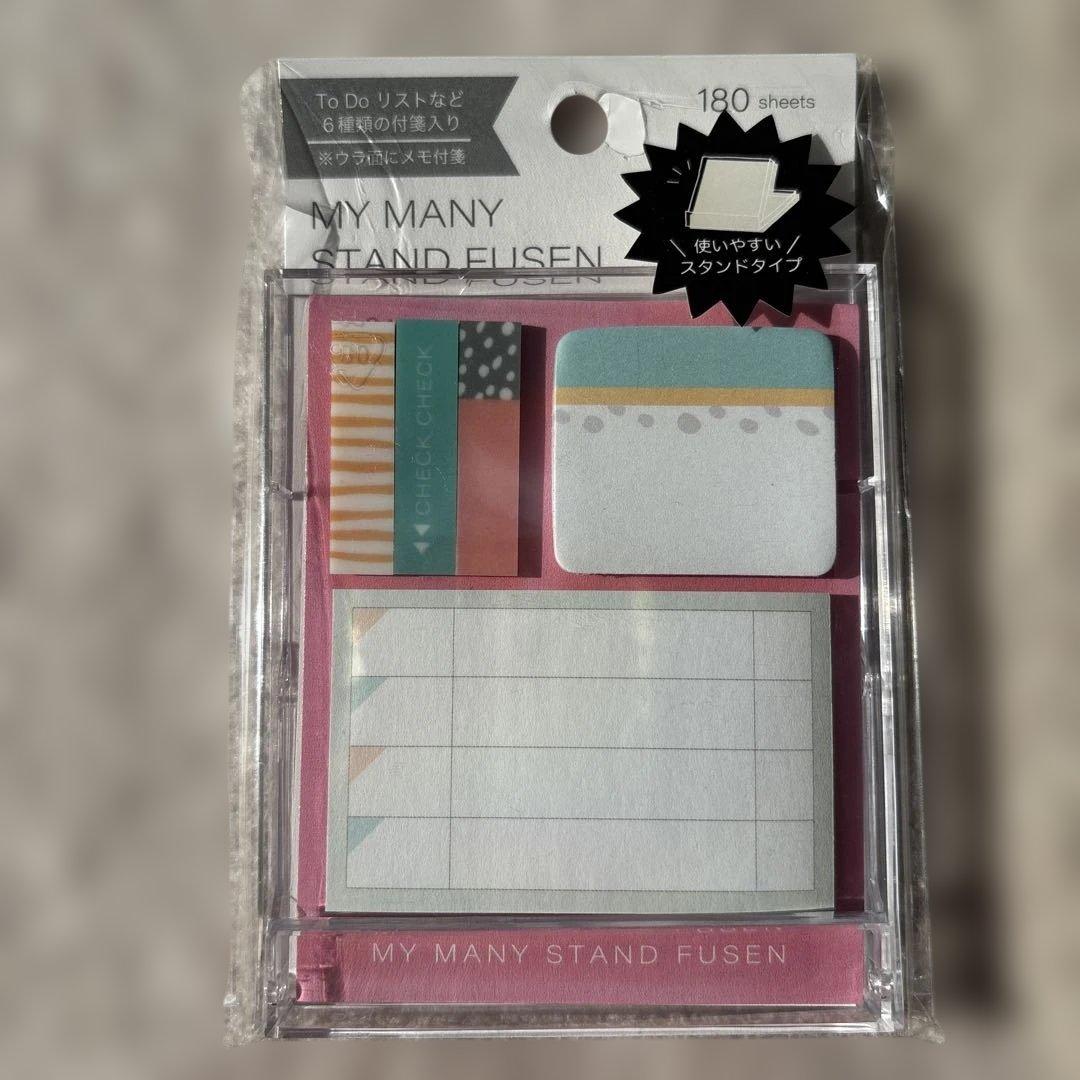 To Do リストなど
６種類の付箋入り
※ウラ面にメモ付箋
180 sheets
MY MANY
STAND FUSEN
使いやすい
スタンドタイプ
CHECK CHECK
MY MANY STAND FUSEN